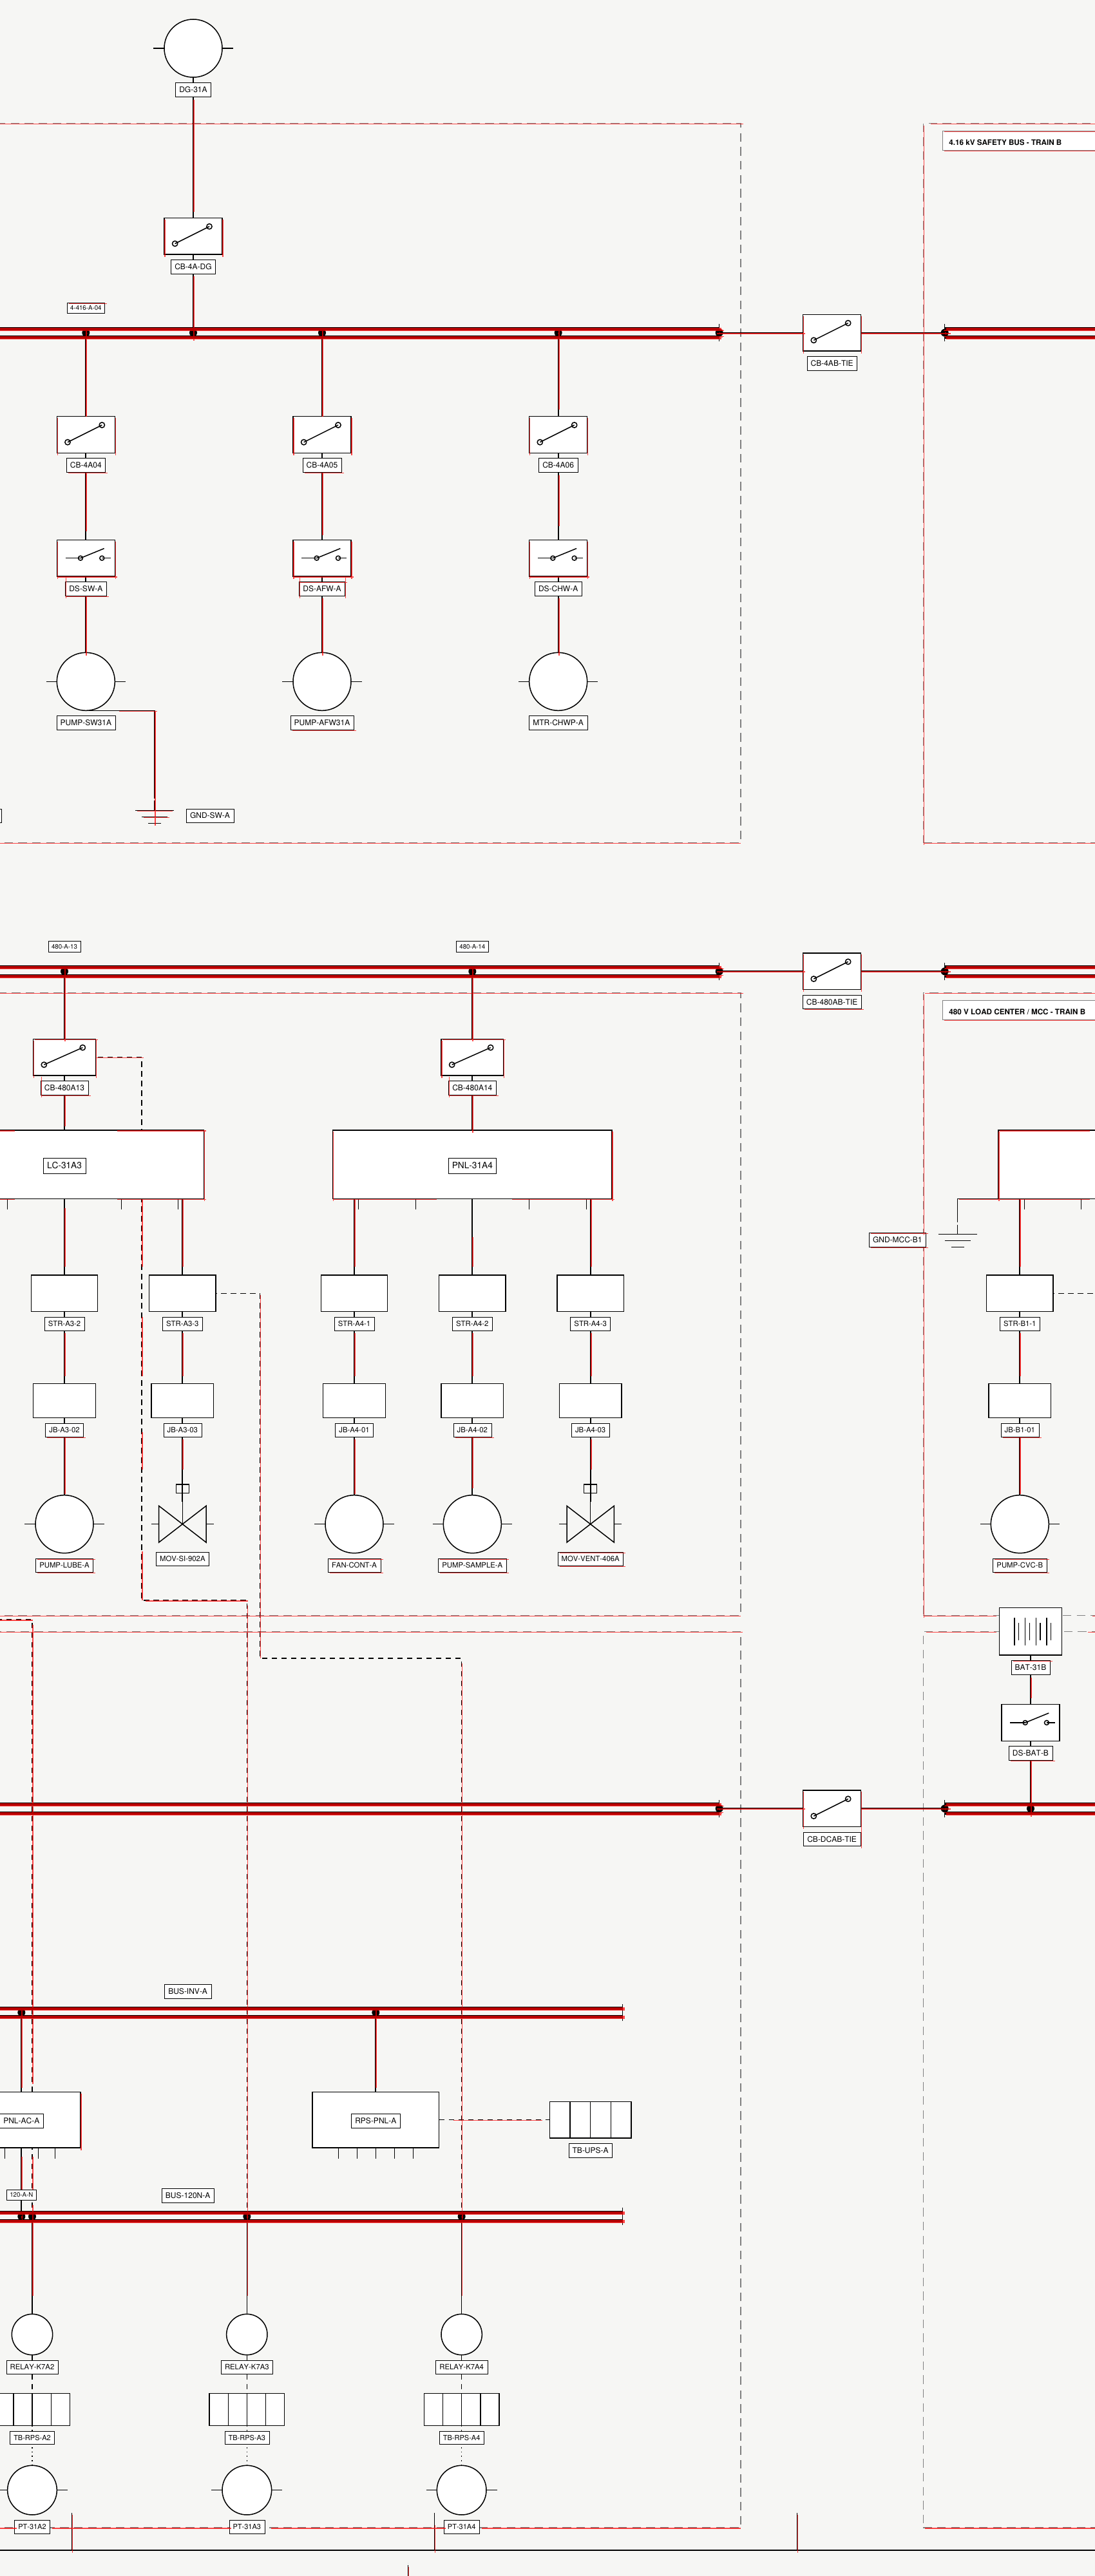 DG-31A
4.16 kV SAFETY BUS - TRAIN B
CB-4A-DG
4-416-A-04
CB-4AB-TIE
CB-4A04
CB-4A05
CB-4A06
DS-SW-A
DS-AFW-A
DS-CHW-A
PUMP-SW31A
PUMP-AFW31A
MTR-CHWP-A
GND-SW-A
480-A-13
480-A-14
CB-480AB-TIE
480 V LOAD CENTER / MCC - TRAIN B
CB-480A13
CB-480A14
LC-31A3
PNL-31A4
GND-MCC-B1
STR-A3-2
STR-A3-3
STR-A4-1
STR-A4-2
STR-A4-3
STR-B1-1
JB-A3-02
JB-A3-03
JB-A4-01
JB-A4-02
JB-A4-03
JB-B1-01
PUMP-LUBE-A
MOV-SI-902A
FAN-CONT-A
PUMP-SAMPLE-A
MOV-VENT-406A
PUMP-CVC-B
BAT-31B
DS-BAT-B
CB-DCAB-TIE
BUS-INV-A
PNL-AC-A
RPS-PNL-A
TB-UPS-A
120-A-N
BUS-120N-A
RELAY-K7A2
RELAY-K7A3
RELAY-K7A4
TB-RPS-A2
TB-RPS-A3
TB-RPS-A4
PT-31A2
PT-31A3
PT-31A4